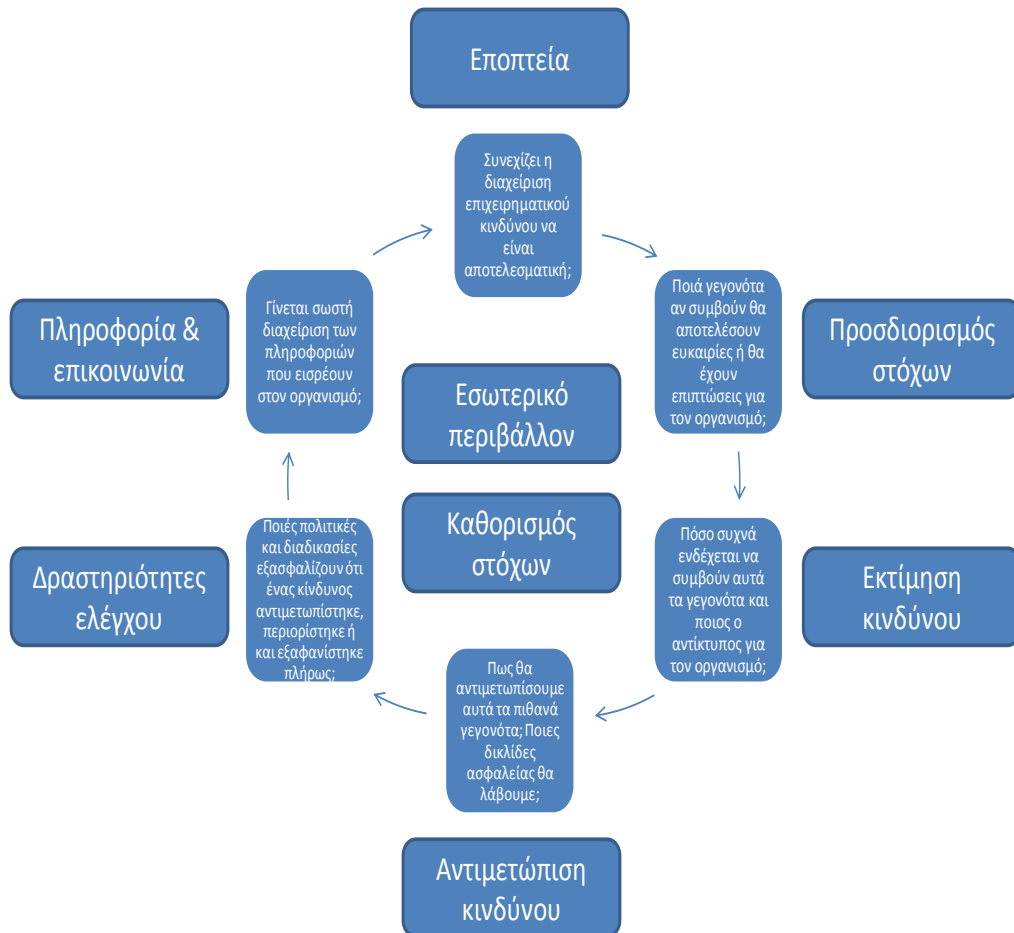 Εποπτεία
Συνεχίζει η
διαχείριση
επιχειρηματικού
κινδύνου να
είναι
αποτελεσματική;
Ποιά γεγονότα
αν συμβούν θα
αποτελέσουν
ευκαιρίες ή θα
έχουν
επιπτώσεις για
τον οργανισμό;
Προσδιορισμός
στόχων
Πόσο συχνά
ενδέχεται να
συμβούν αυτά
τα γεγονότα και
ποιος ο
αντίκτυπος για
τον οργανισμό;
Εκτίμηση
κινδύνου
Πως θα
αντιμετωπίσουμε
αυτά τα πιθανά
γεγονότα; Ποιες
δικλίδες
ασφαλείας θα
λάβουμε;
Αντιμετώπιση
κινδύνου
Ποιές πολιτικές
και διαδικασίες
εξασφαλίζουν ότι
ένας κίνδυνος
αντιμετωπίστηκε,
περιορίστηκε ή
και εξαφανίστηκε
πλήρως;
Δραστηριότητες
ελέγχου
Γίνεται σωστή
διαχείριση των
πληροφοριών
που εισρέουν
στον οργανισμό;
Πληροφορία &
επικοινωνία
Εσωτερικό
περιβάλλον
Καθορισμός
στόχων